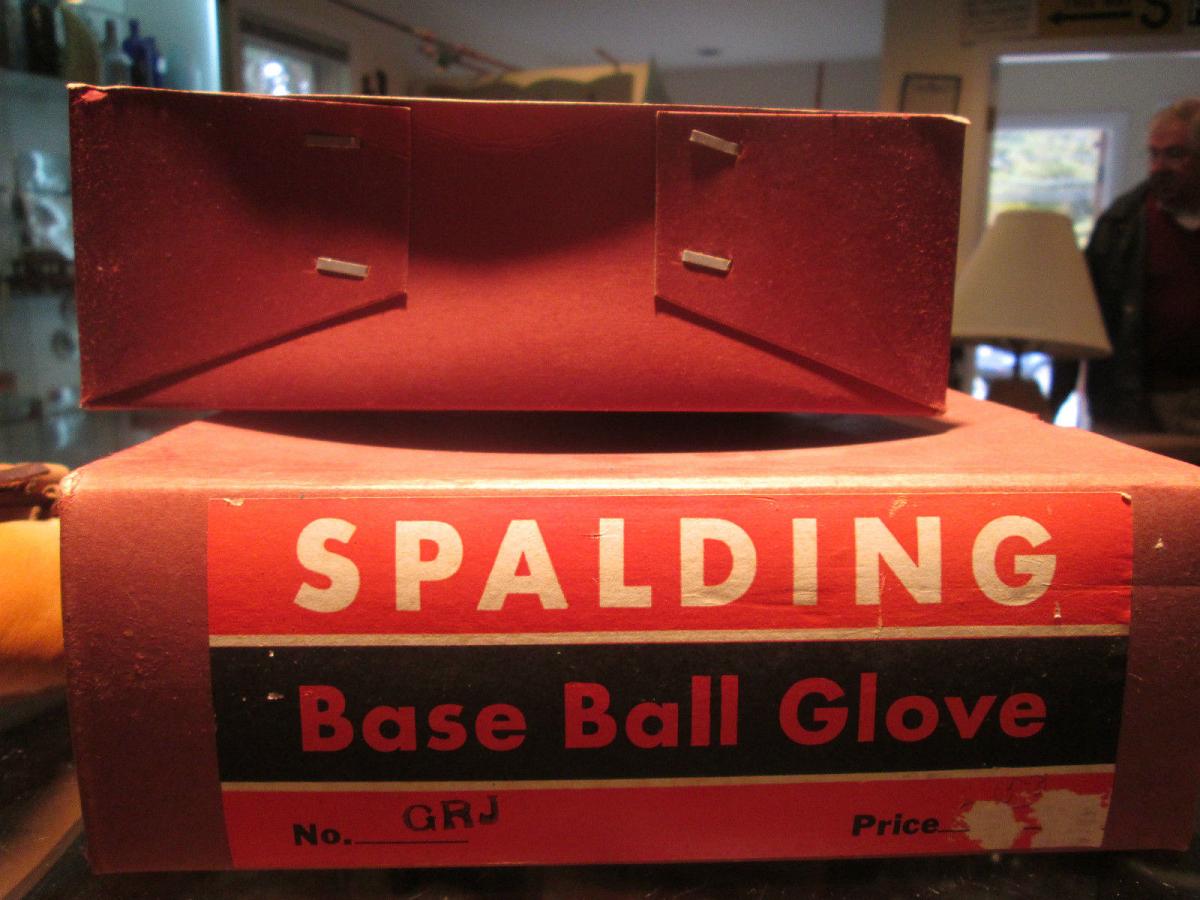 S
SPALDING
Base Ball Glove
No. GRJ Price